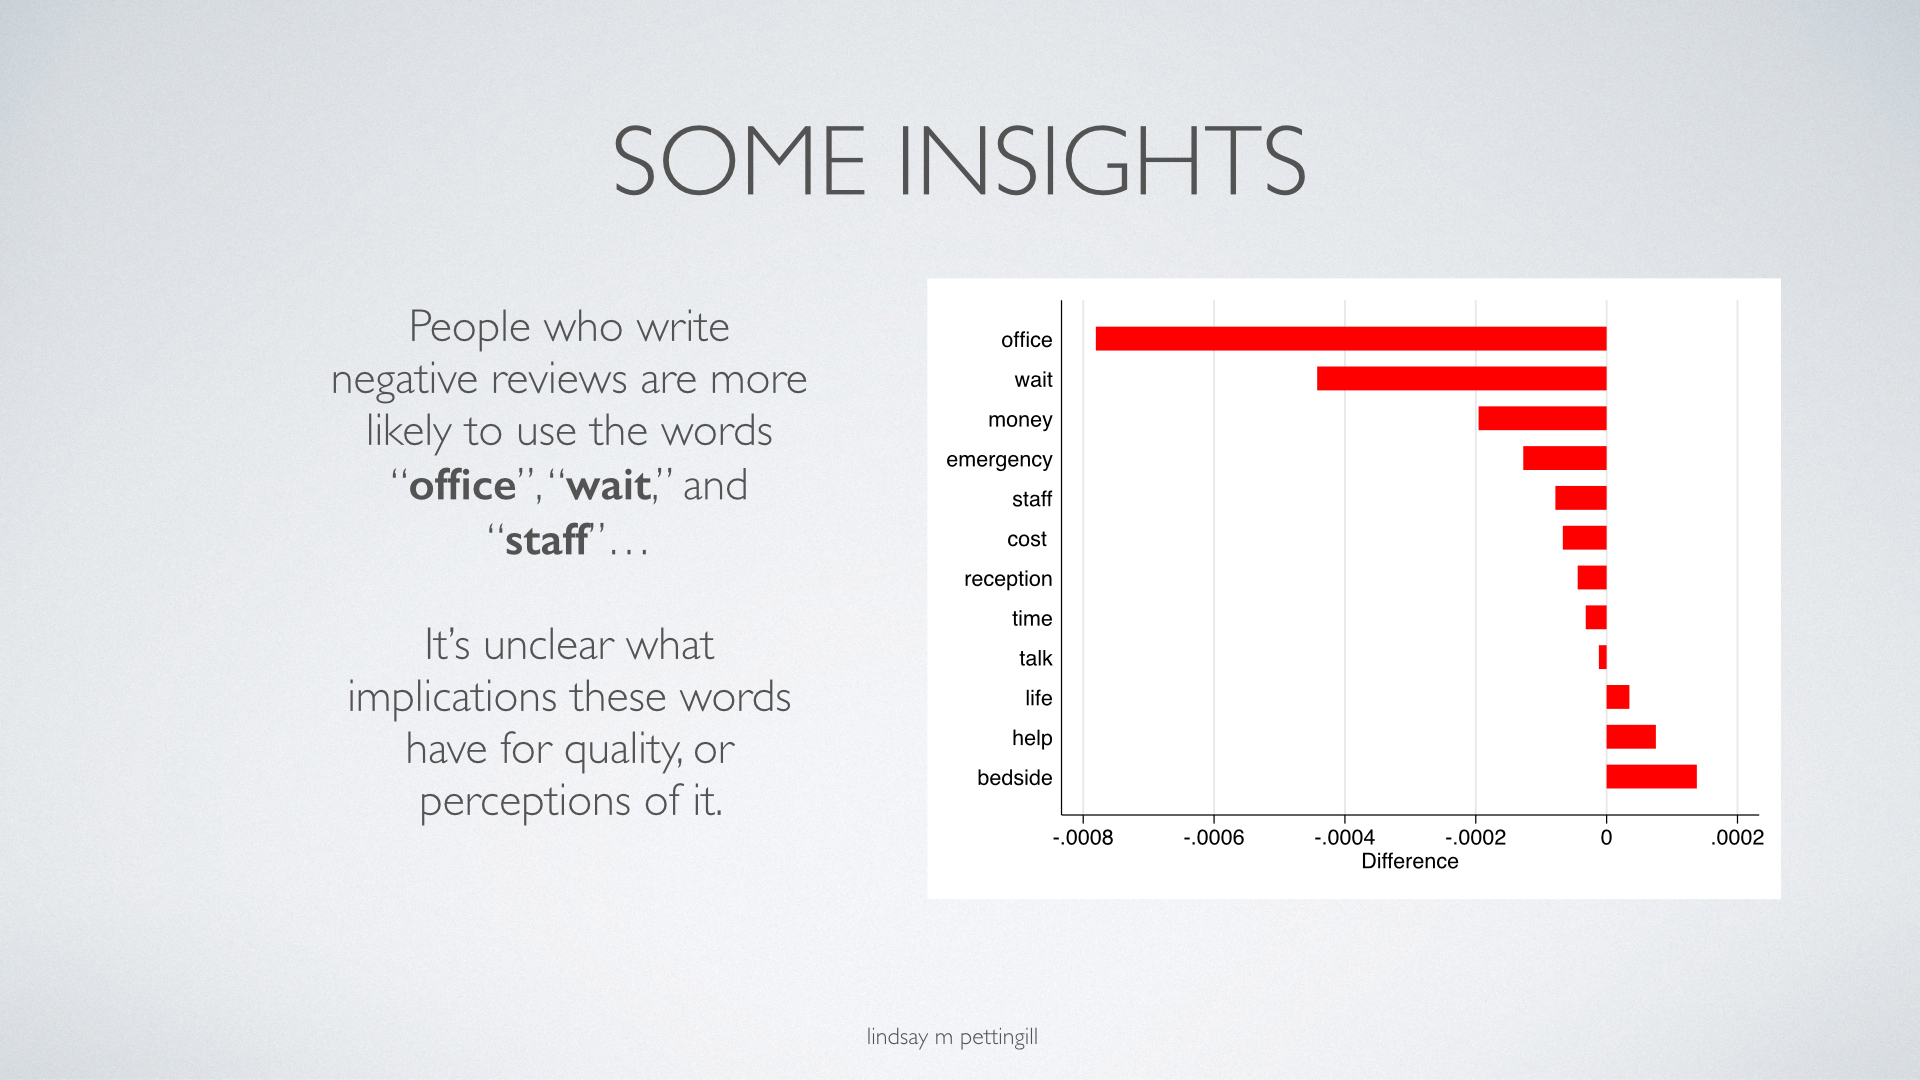 SOME INSIGHTS
People who write
negative reviews are more
likely to use the words
“office”, “wait,” and
“staff”…
It’s unclear what
implications these words
have for quality, or
perceptions of it.
office
wait
money
emergency
staff
cost
reception
time
talk
life
help
bedside
-.0008 -.0006 -.0004 -.0002 0 .0002
Difference
lindsay m pettingill